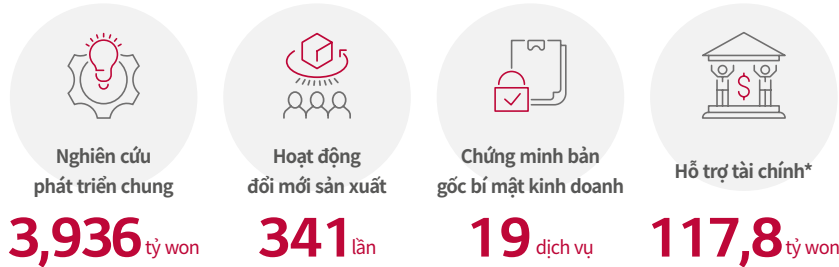 Nghiên cứu
phát triển chung
3,936 tỷ won
Hoạt động
đổi mới sản xuất
341 lần
Chứng minh bản
gốc bí mật kinh doanh
19 dịch vụ
$
Hỗ trợ tài chính*
117,8 tỷ won